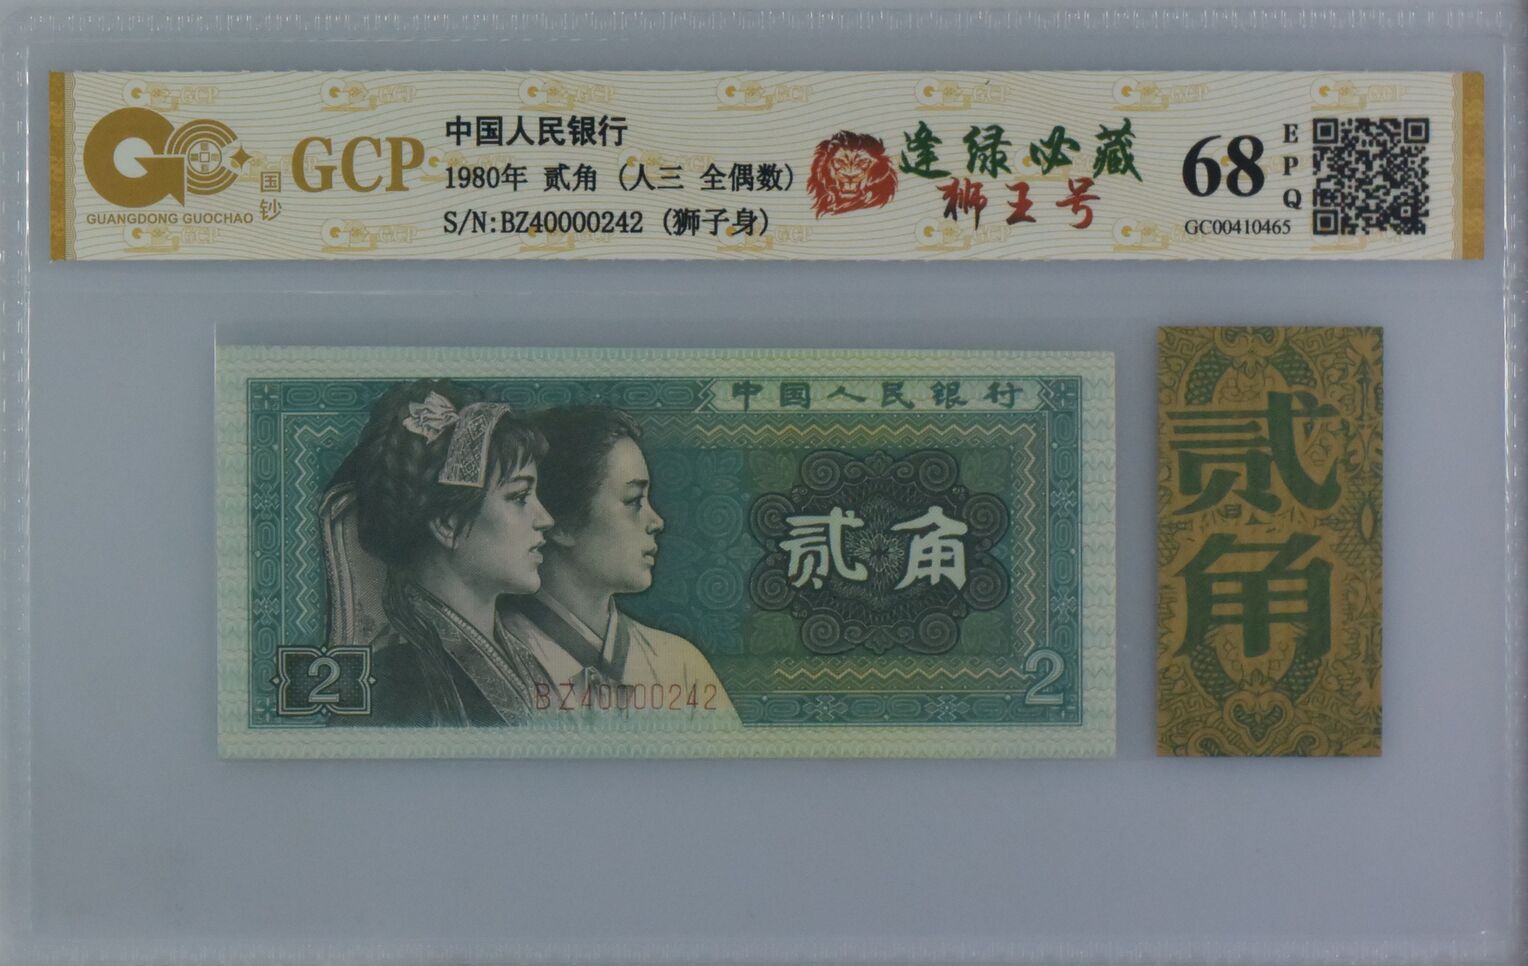 GUANGDONG GUOCHAO
国钞
GCP
中国人民银行
1980年 贰角 (人三 全偶数)
S/N:BZ40000242 (狮子身)
逢绿必藏
狮王号
68
EPQ
GC00410465
中国人民银行
贰角
2
BZ40000242
2
贰角